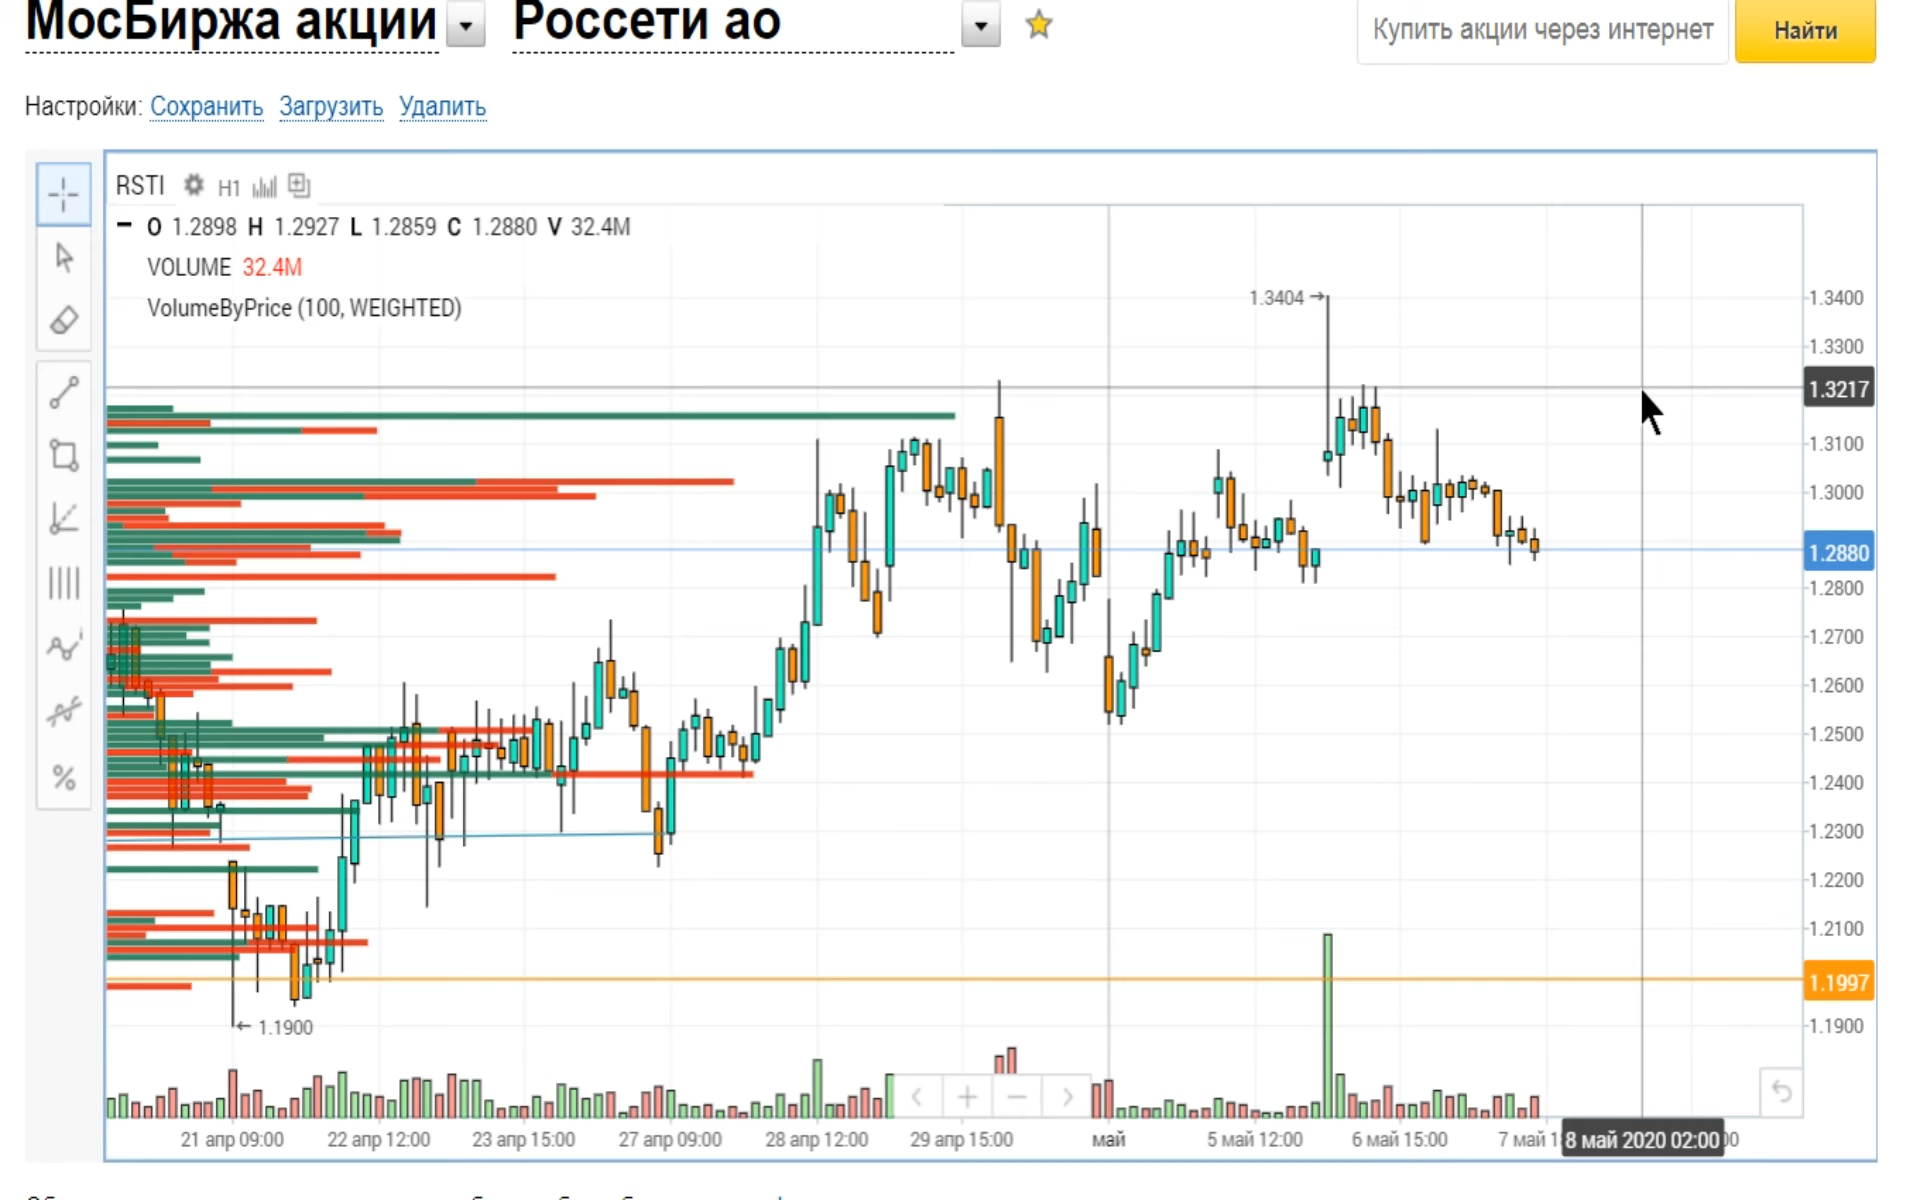 МосБиржа акции Россети ао Купить акции через интернет Найти
Настройки: Сохранить Загрузить Удалить
RSTI H1
O 1.2898 H 1.2927 L 1.2859 C 1.2880 V 32.4M
VOLUME 32.4M
VolumeByPrice (100, WEIGHTED)
1.3404
1.3400
1.3300
1.3217
1.3100
1.3000
1.2880
1.2800
1.2700
1.2600
1.2500
1.2400
1.2300
1.2200
1.2100
1.1997
1.1900
1.1900
21 апр 09:00 22 апр 12:00 23 апр 15:00 27 апр 09:00 28 апр 12:00 29 апр 15:00 май 5 май 12:00 6 май 15:00 7 май 8 май 2020 02:00